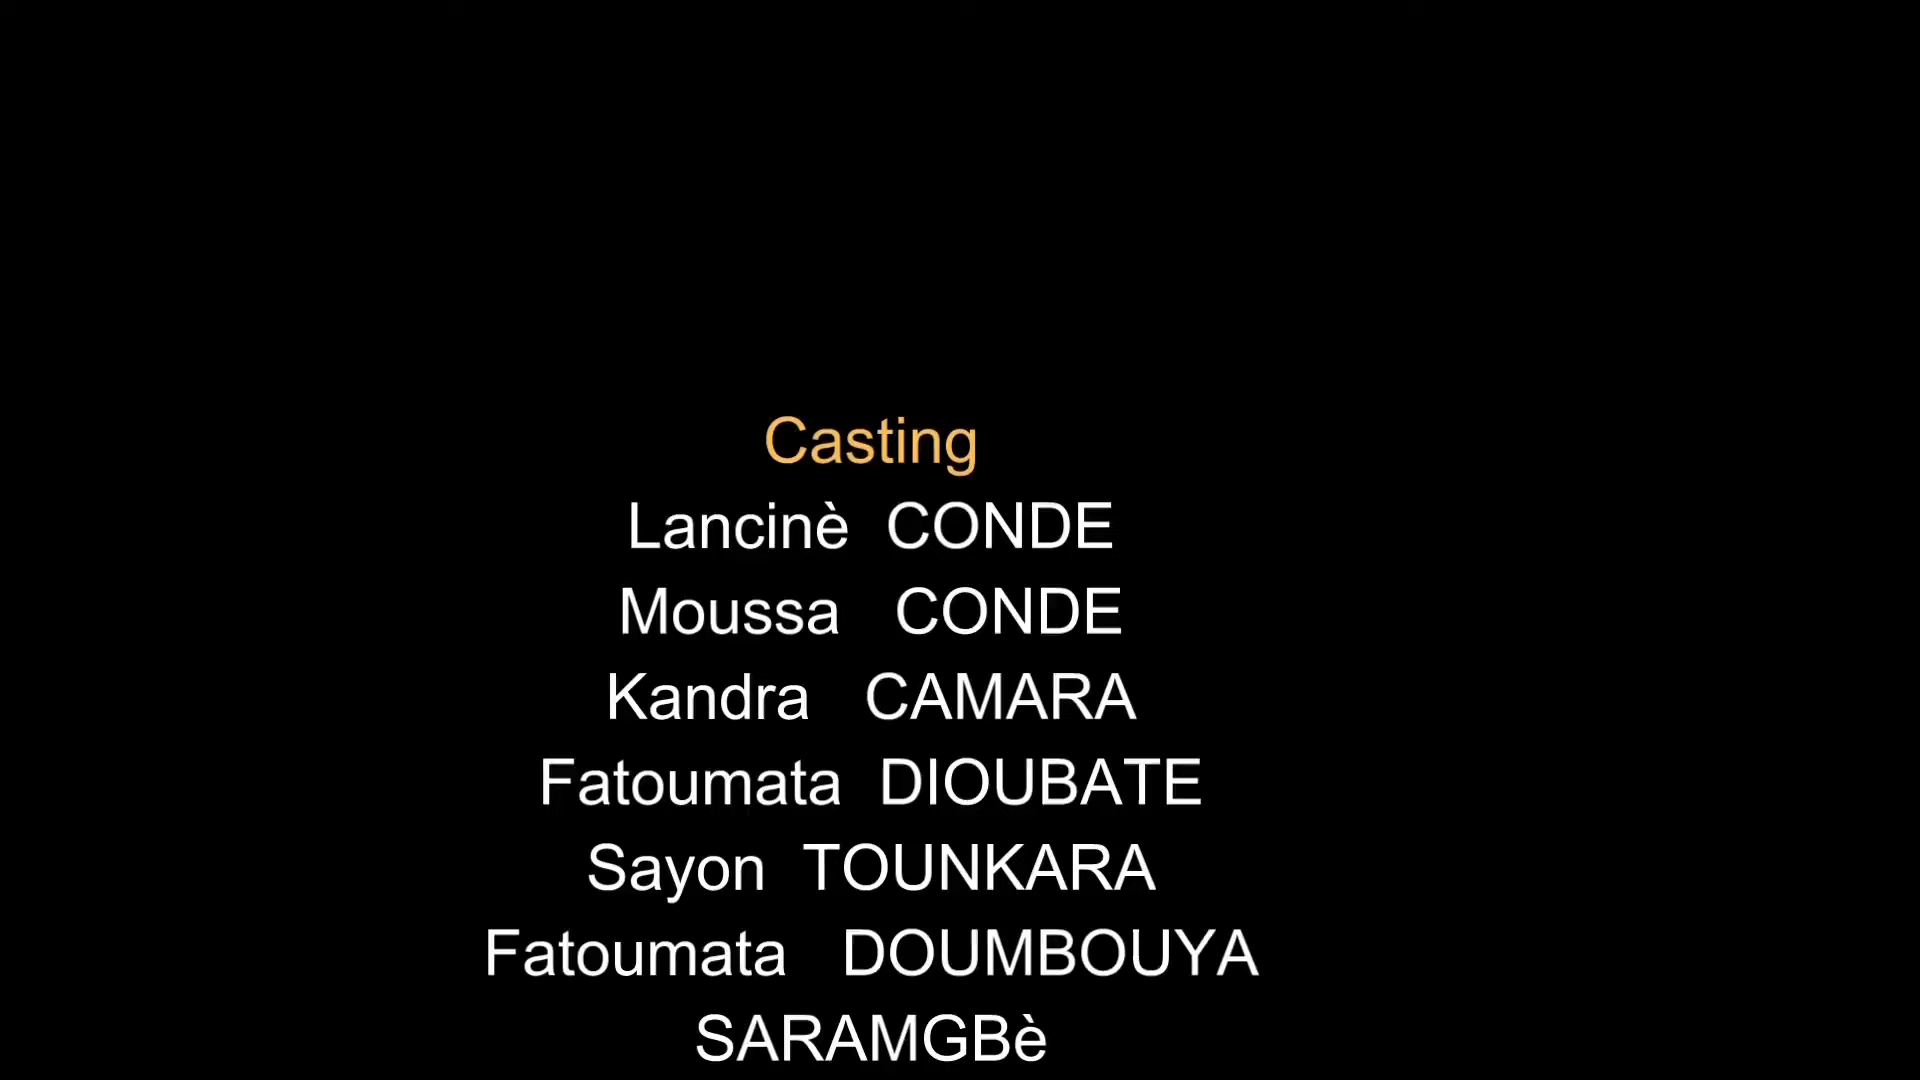 Casting
Lancinè CONDE
Moussa CONDE
Kandra CAMARA
Fatoumata DIOUBATE
Sayon TOUNKARA
Fatoumata DOUMBOUYA
SARAMGBè